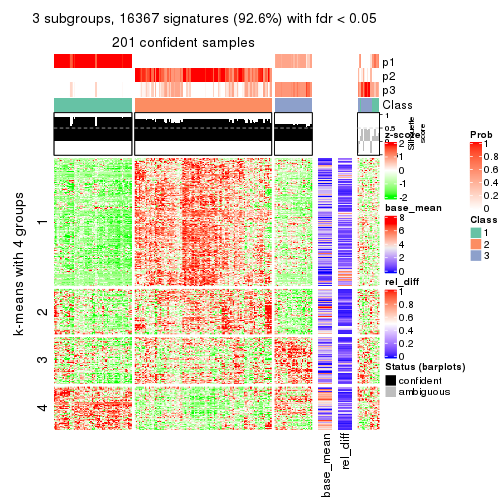 3 subgroups, 16367 signatures (92.6%) with fdr < 0.05
201 confident samples
p1
p2
p3
Class
1
0.5
0
Silhouette
score
k-means with 4 groups
1
2
3
4
base_mean
rel_diff
z-score
2
1
0
-1
-2
base_mean
8
6
4
2
0
rel_diff
1
0.8
0.6
0.4
0.2
0
Status (barplots)
confident
ambiguous
Prob
1
0.8
0.6
0.4
0.2
0
Class
1
2
3